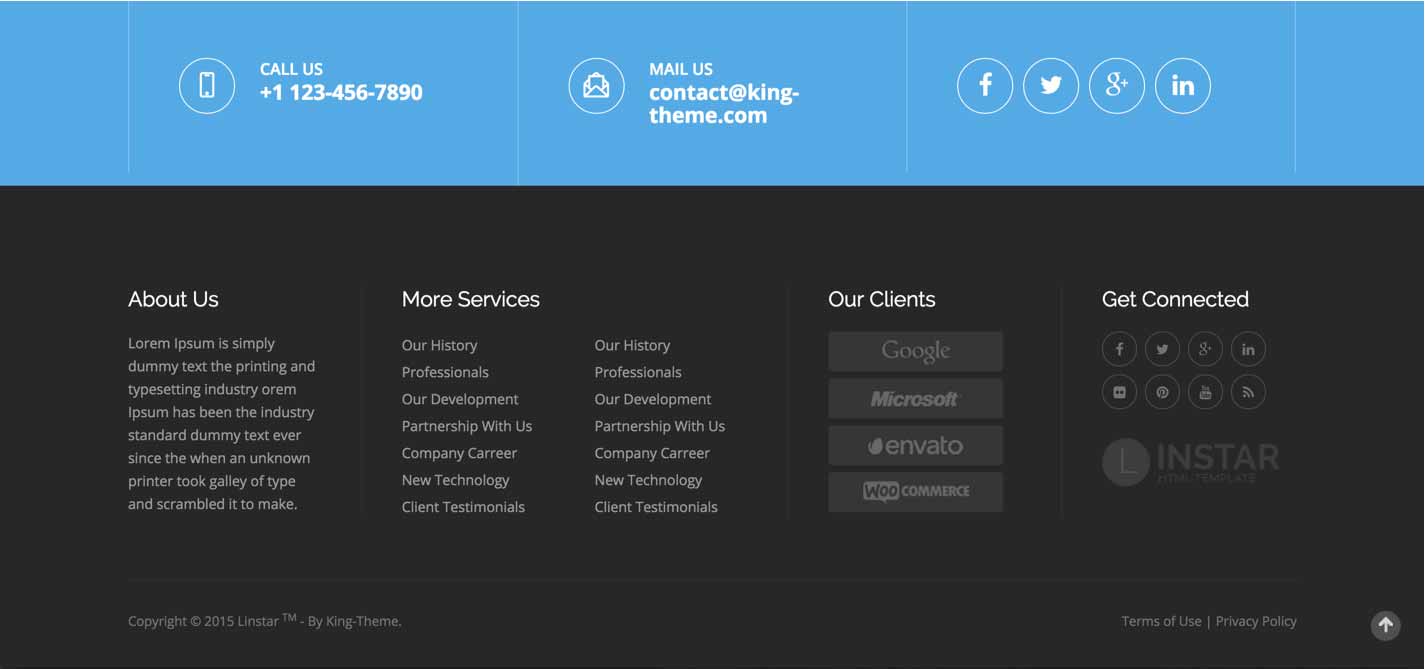 CALL US
+1 123-456-7890
MAIL US
contact@king-
theme.com
About Us
Lorem Ipsum is simply
dummy text the printing and
typesetting industry orem
Ipsum has been the industry
standard dummy text ever
since the when an unknown
printer took galley of type
and scrambled it to make.
More Services
Our History
Professionals
Our Development
Partnership With Us
Company Carreer
New Technology
Client Testimonials
Our History
Professionals
Our Development
Partnership With Us
Company Carreer
New Technology
Client Testimonials
Our Clients
Google
Microsoft
envato
WOO COMMERCE
Get Connected
LINSTAR
HTML TEMPLATE
Copyright © 2015 Linstar TM - By King-Theme.
Terms of Use | Privacy Policy